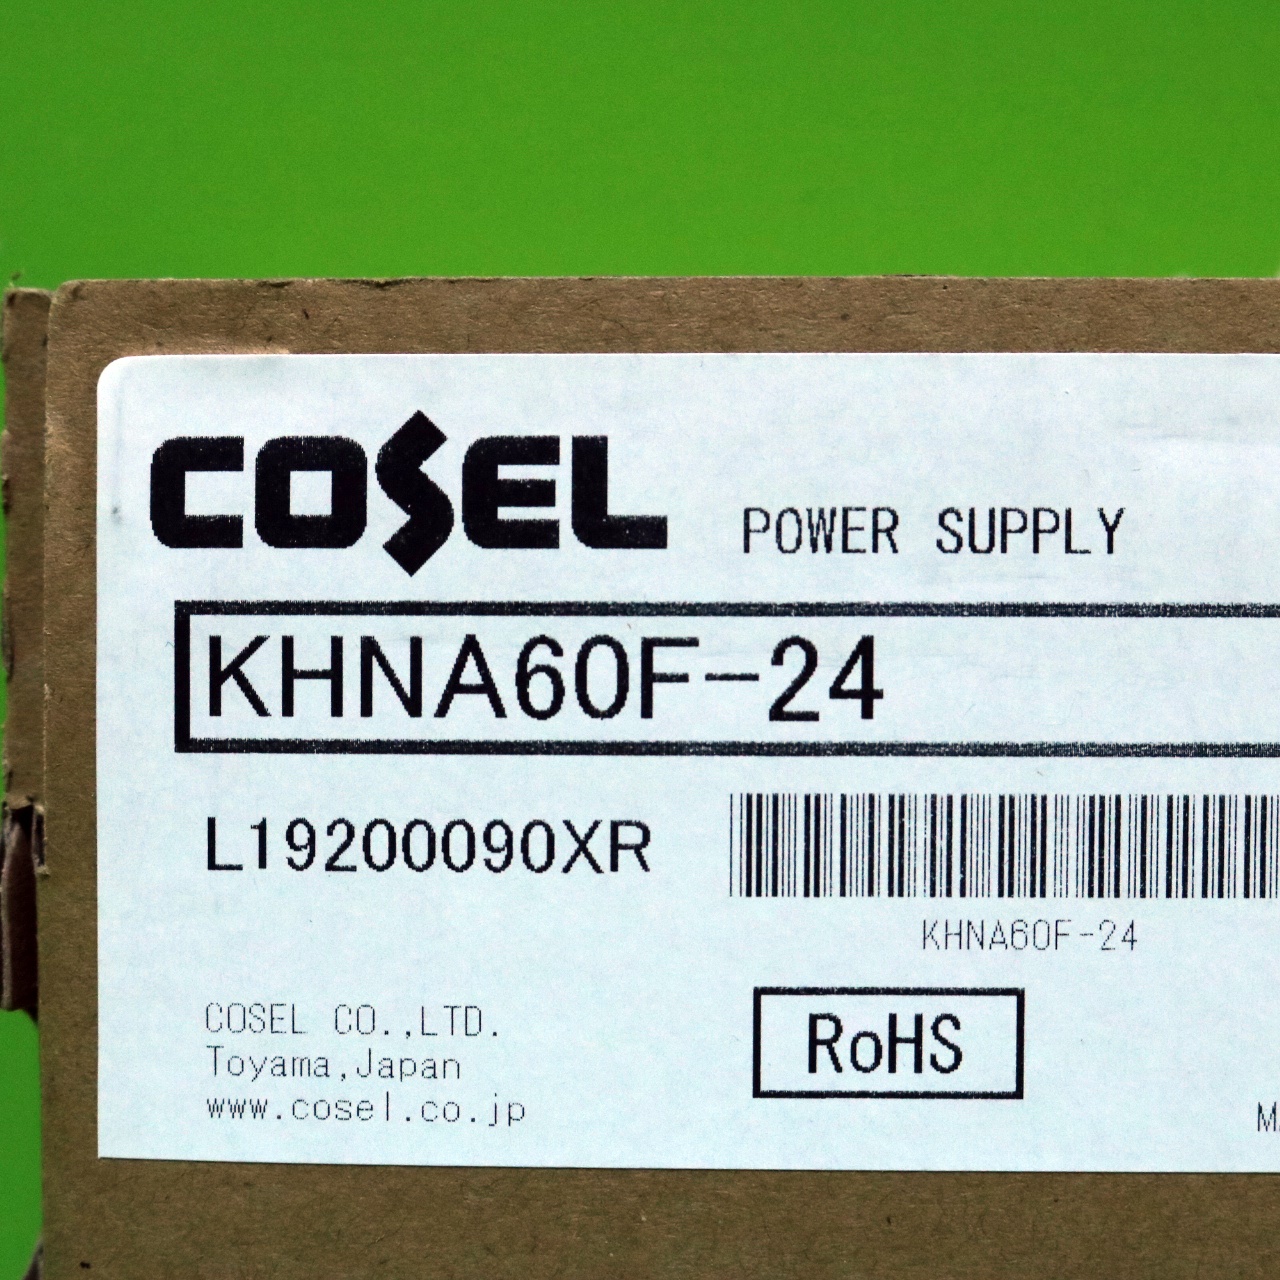 COSEL POWER SUPPLY
KHNA60F-24
L19200090XR
KHNA60F-24
COSEL CO.,LTD.
Toyama,Japan
www.cosel.co.jp
RoHS